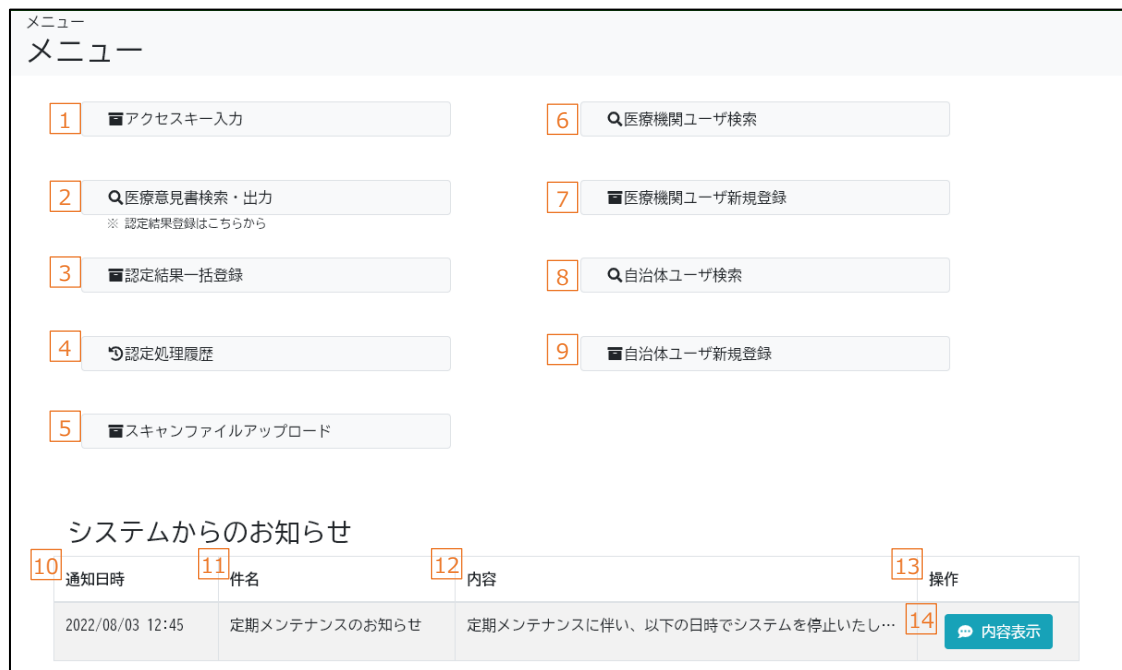 メニュー
メニュー
1 アクセスキー入力
6 医療機関ユーザ検索
2 医療意見書検索・出力
※ 認定結果登録はこちらから
7 医療機関ユーザ新規登録
3 認定結果一括登録
8 自治体ユーザ検索
4 認定処理履歴
9 自治体ユーザ新規登録
5 スキャンファイルアップロード
システムからのお知らせ
10 通知日時 11 件名 12 内容 13 操作
2022/08/03 12:45 定期メンテナンスのお知らせ 定期メンテナンスに伴い、以下の日時でシステムを停止いたし… 14 内容表示